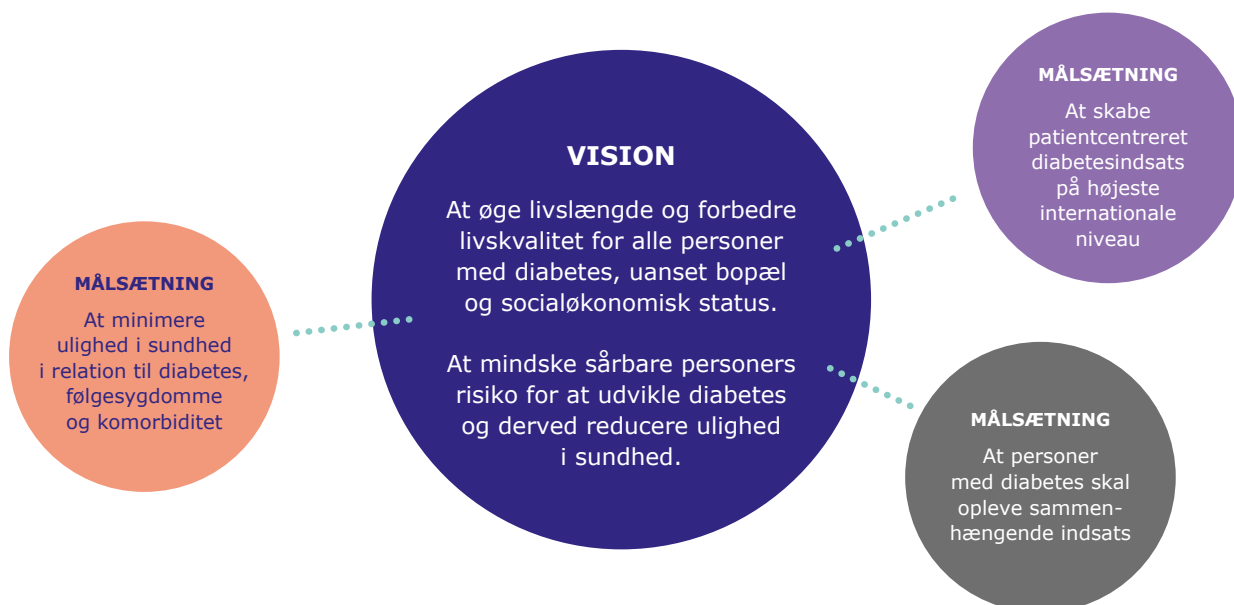 VISION
At øge livslængde og forbedre
livskvalitet for alle personer
med diabetes, uanset bopæl
og socialøkonomisk status.
At mindske sårbare personers
risiko for at udvikle diabetes
og derved reducere ulighed
i sundhed.
MÅLSÆTNING
At minimere
ulighed i sundhed
i relation til diabetes,
følgesygdomme
og komorbiditet
MÅLSÆTNING
At skabe
patientcentreret
diabetesindsats
på højeste
internationale
niveau
MÅLSÆTNING
At personer
med diabetes skal
opleve sammen-
hængende indsats